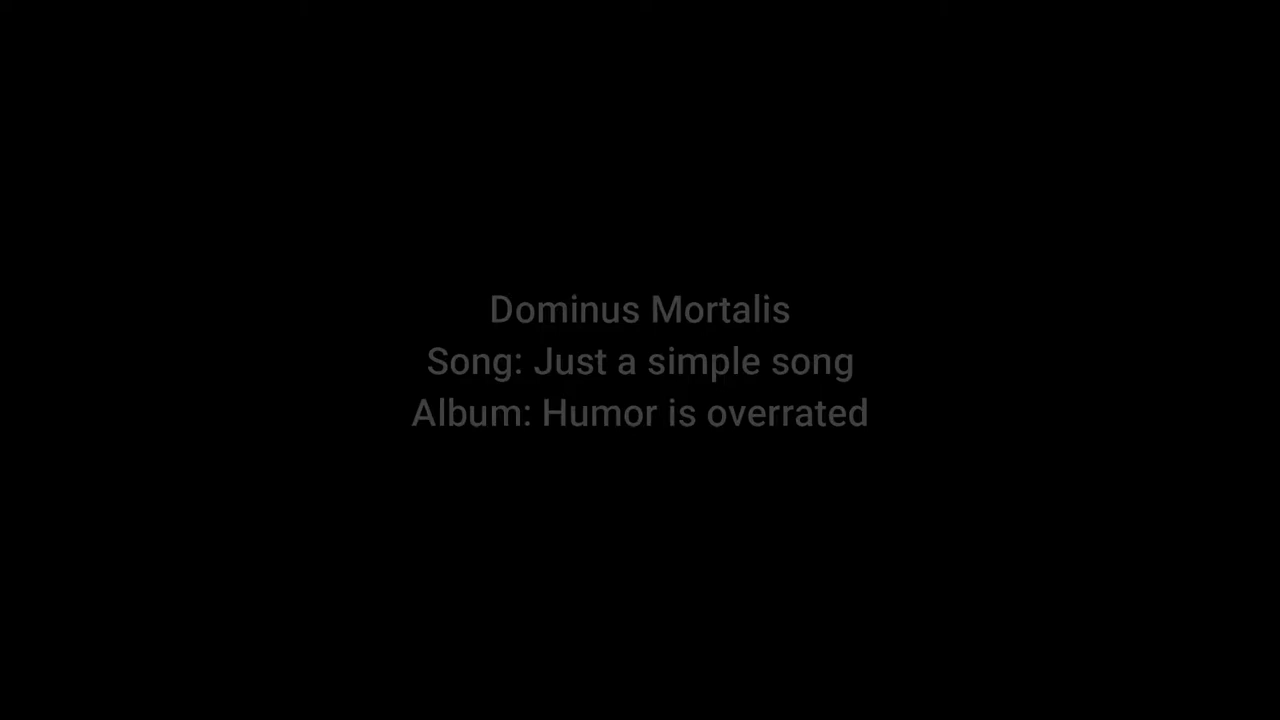 Dominus Mortalis
Song: Just a simple song
Album: Humor is overrated